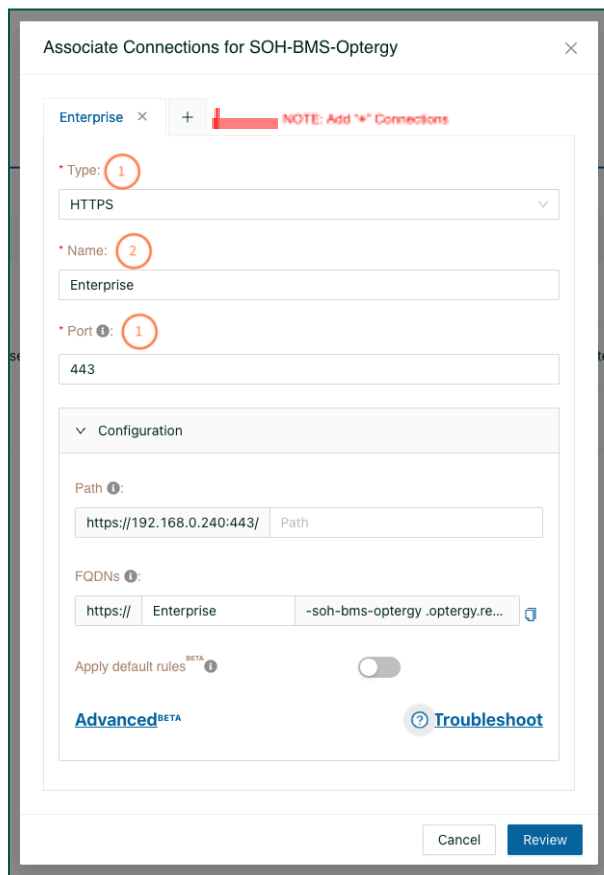 Associate Connections for SOH-BMS-Optergy
Enterprise
+
NOTE: Add "+" Connections
* Type: 1
HTTPS
* Name: 2
Enterprise
* Port : 1
443
Configuration
Path :
https://192.168.0.240:443/ Path
FQDNs :
https:// Enterprise -soh-bms-optergy .optergy.re...
Apply default rules BETA
Advanced BETA
? Troubleshoot
Cancel Review